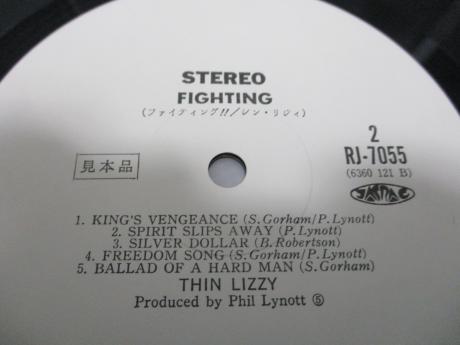 STEREO
FIGHTING
(ファイティング!!/シン・リジィ)
2
RJ-7055
(6360 121 B)
見本品
1. KING'S VENGEANCE (S.Gorham/P.Lynott)
2. SPIRIT SLIPS AWAY (P.Lynott)
3. SILVER DOLLAR (B.Robertson)
4. FREEDOM SONG (S.Gorham/P.Lynott)
5. BALLAD OF A HARD MAN (S.Gorham)
THIN LIZZY
Produced by Phil Lynott ⑤